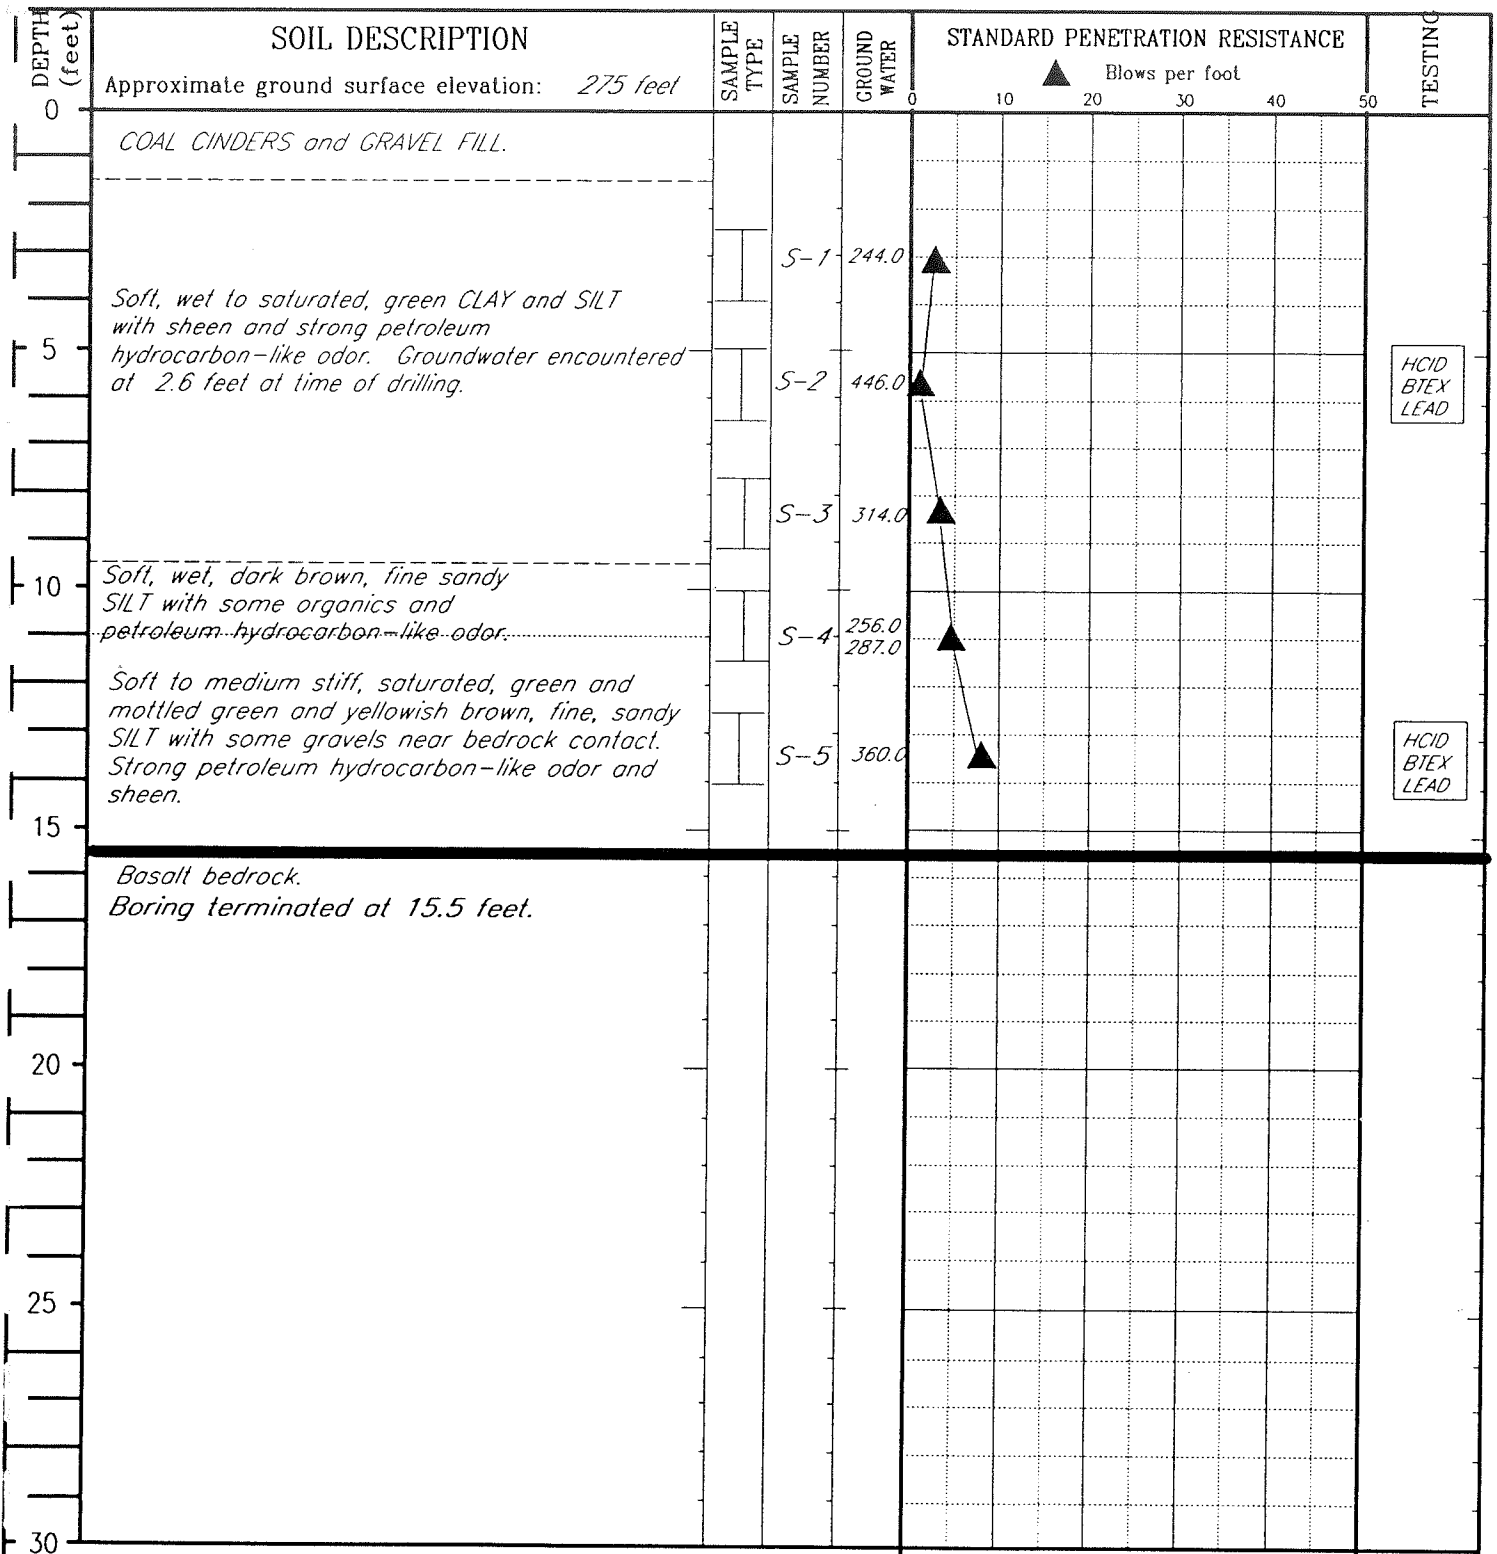 DEPTH
(feet)
SOIL DESCRIPTION
Approximate ground surface elevation: 275 feet
SAMPLE
TYPE
SAMPLE
NUMBER
GROUND
WATER
STANDARD PENETRATION RESISTANCE
▲ Blows per foot
0 10 20 30 40 50
TESTING
0
COAL CINDERS and GRAVEL FILL.
S-1 244.0
Soft, wet to saturated, green CLAY and SILT
with sheen and strong petroleum
hydrocarbon-like odor. Groundwater encountered
at 2.6 feet at time of drilling.
5
S-2 446.0
HCID
BTEX
LEAD
S-3 314.0
10
Soft, wet, dark brown, fine sandy
SILT with some organics and
petroleum hydrocarbon-like odor.
S-4 256.0
287.0
Soft to medium stiff, saturated, green and
mottled green and yellowish brown, fine, sandy
SILT with some gravels near bedrock contact.
Strong petroleum hydrocarbon-like odor and
sheen.
S-5 360.0
HCID
BTEX
LEAD
15
Basalt bedrock.
Boring terminated at 15.5 feet.
20
25
30